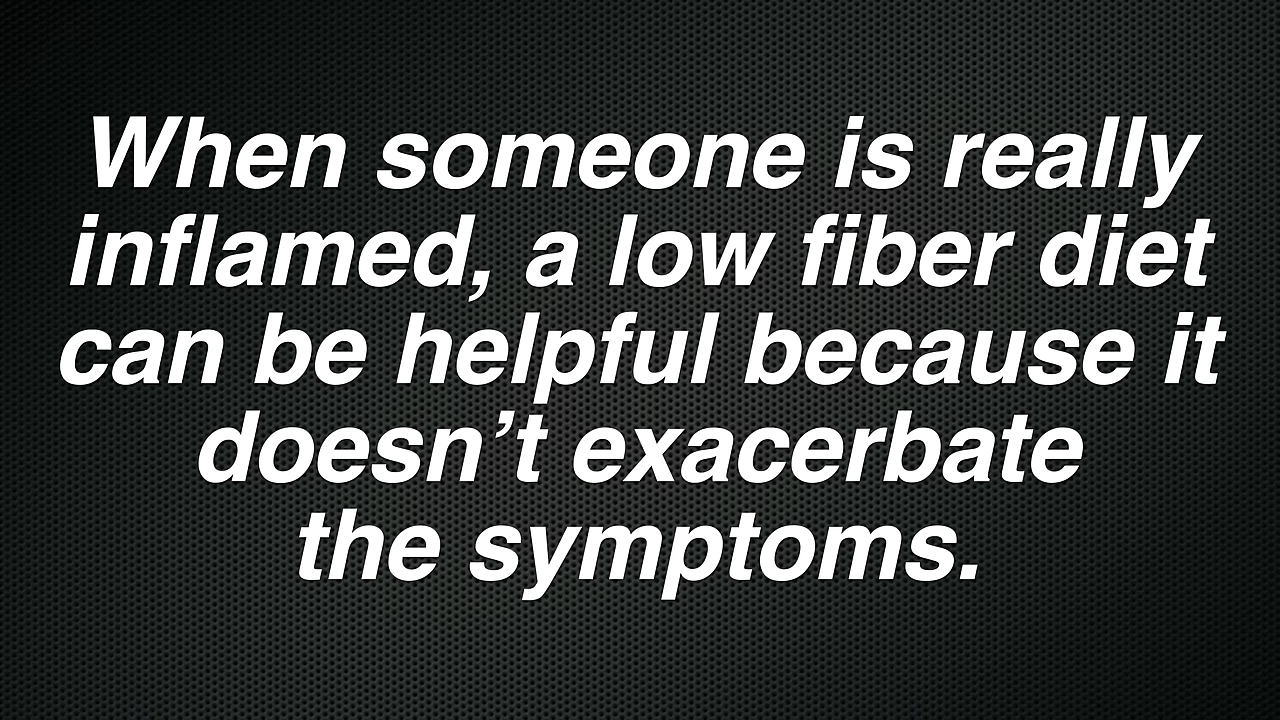 When someone is really
inflamed, a low fiber diet
can be helpful because it
doesn’t exacerbate
the symptoms.